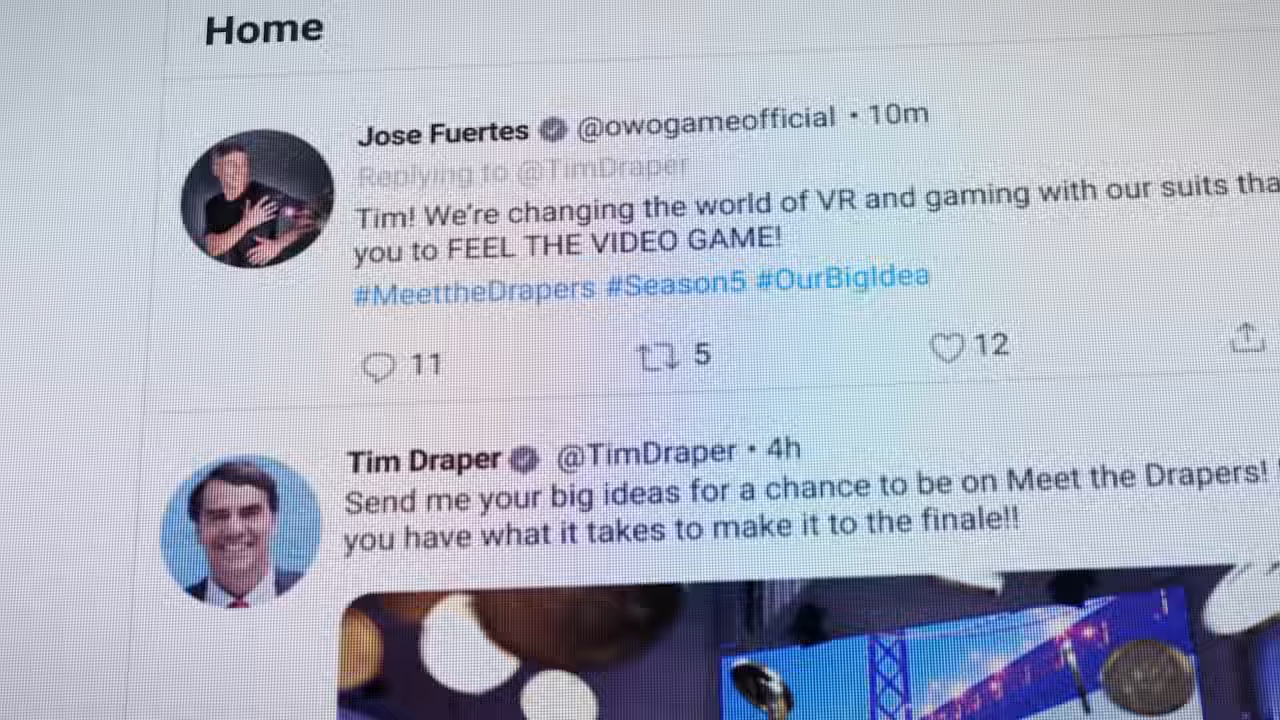 Home
Jose Fuertes @owogameofficial • 10m
Replying to @TimDraper
Tim! We're changing the world of VR and gaming with our suits tha
you to FEEL THE VIDEO GAME!
#MeettheDrapers #Season5 #OurBigIdea
11 5 12
Tim Draper @TimDraper • 4h
Send me your big ideas for a chance to be on Meet the Drapers!
you have what it takes to make it to the finale!!